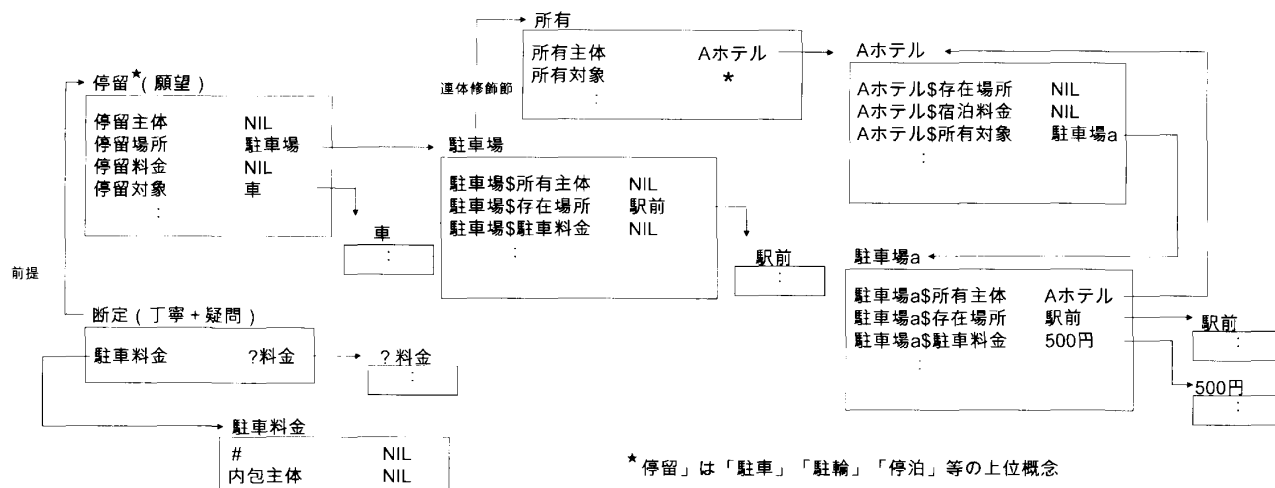 所有
所有主体 Aホテル
所有対象 *
:
連体修飾節
停留*(願望)
停留主体 NIL
停留場所 駐車場
停留料金 NIL
停留対象 車
:
車
:
駐車場
駐車場$所有主体 NIL
駐車場$存在場所 駅前
駐車場$駐車料金 NIL
:
駅前
:
Aホテル
Aホテル$存在場所 NIL
Aホテル$宿泊料金 NIL
Aホテル$所有対象 駐車場a
:
駐車場a
駐車場a$所有主体 Aホテル
駐車場a$存在場所 駅前
駐車場a$駐車料金 500円
:
駅前
:
500円
:
前提
断定(丁寧+疑問)
駐車料金 ?料金
?料金
:
駐車料金
# NIL
内包主体 NIL
*停留」は「駐車」「駐輪」「停泊」等の上位概念